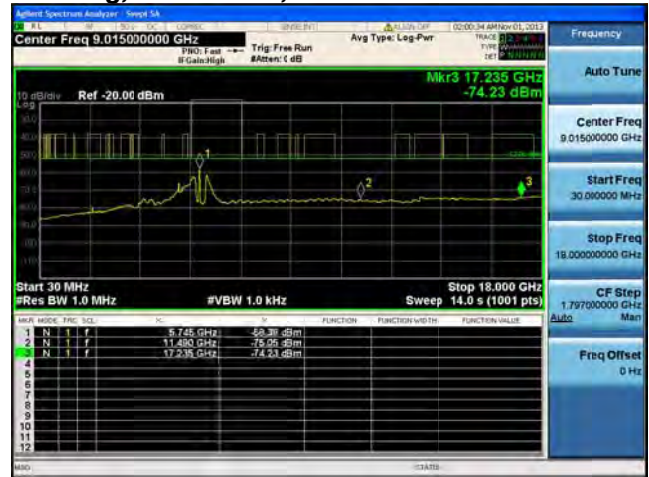 Agilent Spectrum Analyzer - Swept SA
Center Freq 9.015000000 GHz
PNO: Fast
IFGain:High
Trig: Free Run
Avg Type: Log-Pwr
02:00:34 AM Nov 01, 2013
TRACE
TYPE
DET
Frequency
Mkr3 17.235 GHz
-74.23 dBm
10 dB/div Ref -20.00 dBm
Log
1
2
3
Start 30 MHz
Stop 18.000 GHz
#Res BW 1.0 MHz
#VBW 1.0 kHz
Sweep 14.0 s (1001 pts)
MKR MODE TRC SCL X Y FUNCTION FUNCTION WIDTH FUNCTION VALUE
1 N 1 f 5.745 GHz
2 N 1 f 11.490 GHz -75.05 dBm
3 N 1 f 17.235 GHz -74.23 dBm
4
5
6
7
8
9
10
11
12
MSG
STATUS
Auto Tune
Center Freq
9.015000000 GHz
Start Freq
30.000000 MHz
Stop Freq
18.000000000 GHz
CF Step
1.797000000 GHz
Auto Man
Freq Offset
0 Hz